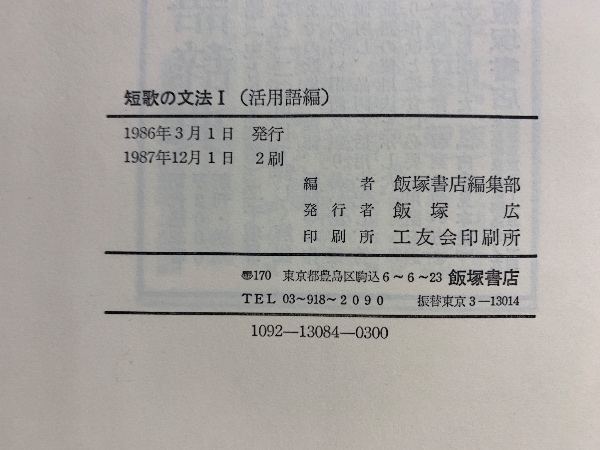 短歌の文法Ⅰ（活用語編）
1986年3月1日 発行
1987年12月1日 2刷
編者 飯塚書店編集部
発行者 飯塚広
印刷所 工友会印刷所
〠170 東京都豊島区駒込6〜6〜23 飯塚書店
TEL 03〜918〜2090 振替東京3—13014
1092—13084—0300